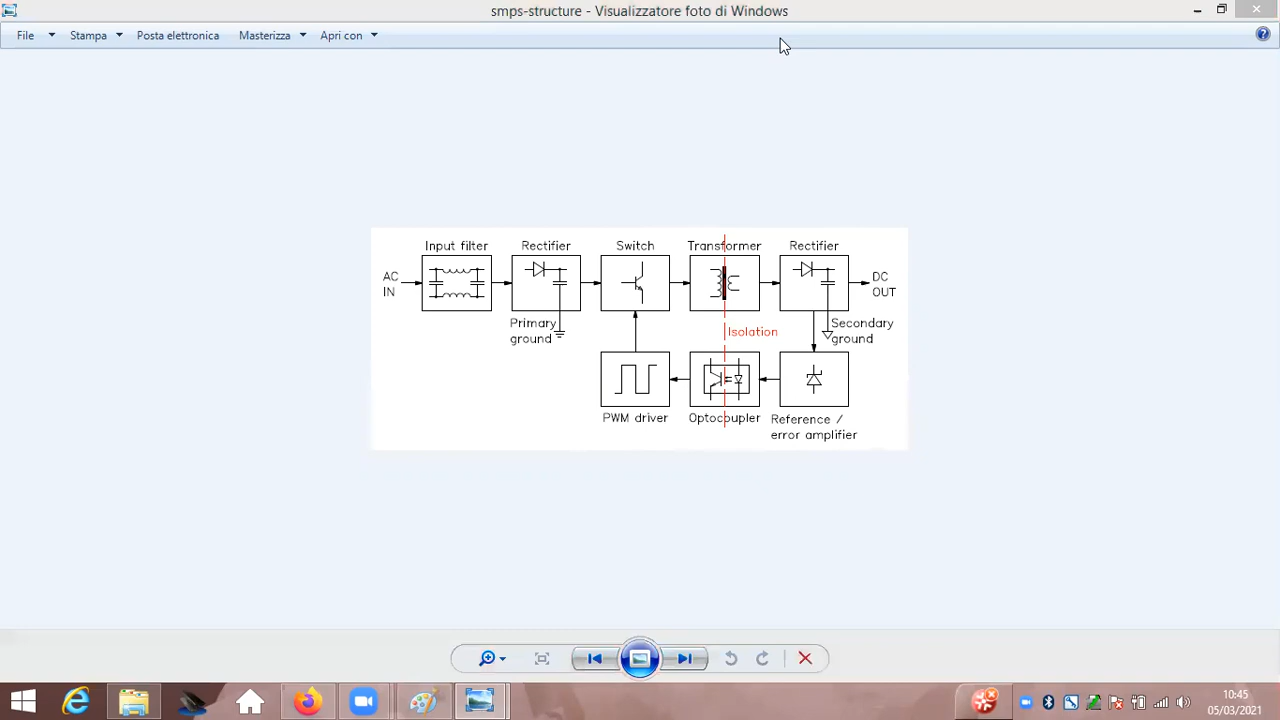 smps-structure - Visualizzatore foto di Windows
File Stampa Posta elettronica Masterizza Apri con
Input filter Rectifier Switch Transformer Rectifier
AC
IN
DC
OUT
Primary
ground
Isolation
Secondary
ground
PWM driver Optocoupler Reference /
error amplifier
10:45
05/03/2021